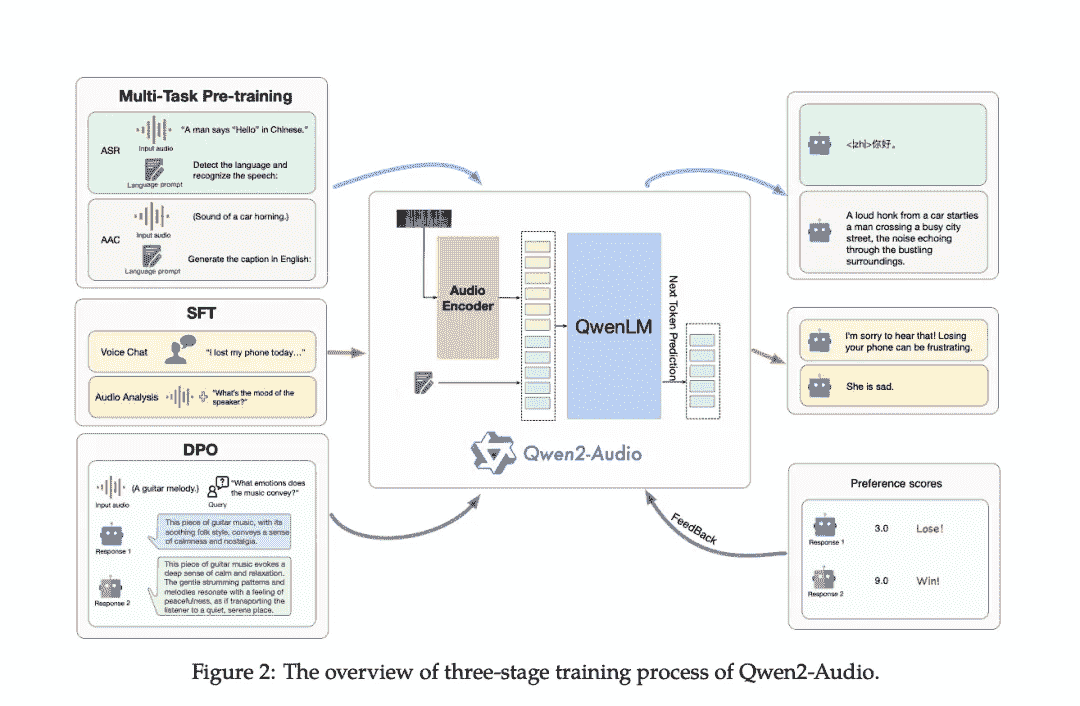 Multi-Task Pre-training
ASR
Input audio
"A man says "Hello" in Chinese."
Language prompt
Detect the language and
recognize the speech:
AAC
Input audio
(Sound of a car horning.)
Language prompt
Generate the caption in English:
SFT
Voice Chat
"I lost my phone today…"
Audio Analysis
"What's the mood of the
speaker?"
DPO
Input audio
(A guitar melody.)
Query
"What emotions does
the music convey?"
Response 1
This piece of guitar music, with its
soothing folk style, conveys a sense
of calmness and nostalgia.
Response 2
This piece of guitar music evokes a
deep sense of calm and relaxation.
The gentle strumming patterns and
melodies resonate with a feeling of
peacefulness, as if transporting the
listener to a quiet, serene place.
Audio
Encoder
QwenLM
Next Token Prediction
Qwen2-Audio
<|zh|>你好。
A loud honk from a car startles
a man crossing a busy city
street, the noise echoing
through the bustling
surroundings.
I'm sorry to hear that! Losing
your phone can be frustrating.
She is sad.
FeedBack
Preference scores
Response 1
3.0
Lose!
Response 2
9.0
Win!
Figure 2: The overview of three-stage training process of Qwen2-Audio.